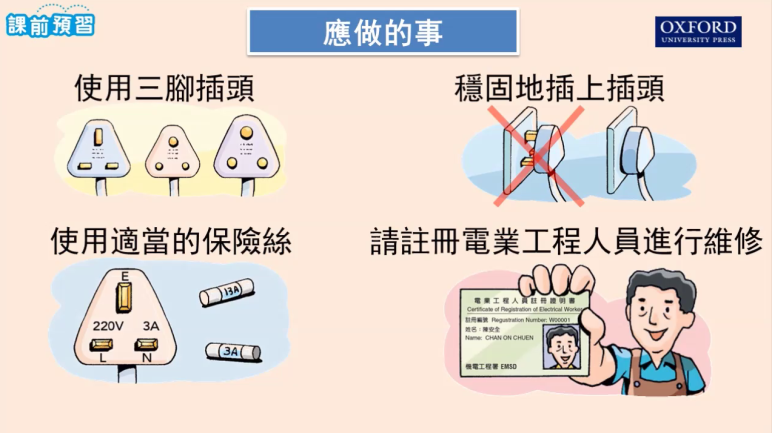 課前預習
應做的事
OXFORD
UNIVERSITY PRESS
使用三腳插頭
穩固地插上插頭
使用適當的保險絲
E
220V 3A
L N
13A
3A
請註冊電業工程人員進行維修
電業工程人員註冊證明書
Certificate of Registration of Electrical Worker
註冊編號 Regustration Number: W00001
姓名：陳安全
Name: CHAN ON CHUEN
機電工程署 EMSD